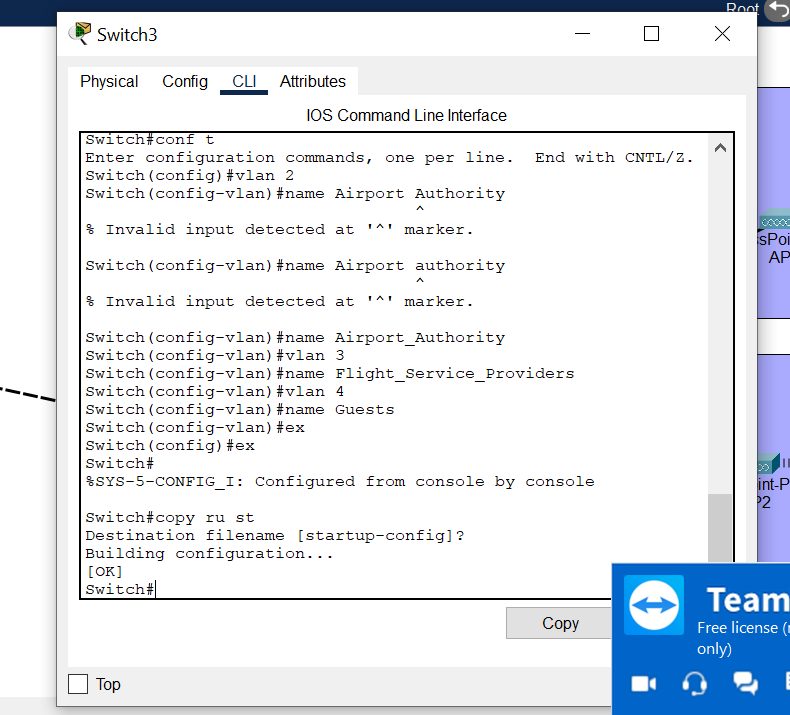 Root
Switch3
Physical Config CLI Attributes
IOS Command Line Interface
Switch#conf t
Enter configuration commands, one per line.  End with CNTL/Z.
Switch(config)#vlan 2
Switch(config-vlan)#name Airport Authority
^
% Invalid input detected at '^' marker.
Switch(config-vlan)#name Airport authority
^
% Invalid input detected at '^' marker.
Switch(config-vlan)#name Airport_Authority
Switch(config-vlan)#vlan 3
Switch(config-vlan)#name Flight_Service_Providers
Switch(config-vlan)#vlan 4
Switch(config-vlan)#name Guests
Switch(config-vlan)#ex
Switch(config)#ex
Switch#
%SYS-5-CONFIG_I: Configured from console by console
Switch#copy ru st
Destination filename [startup-config]?
Building configuration...
[OK]
Switch#
Copy
Top
ssPoi
AP
int-P
P2
Team
Free license (
only)